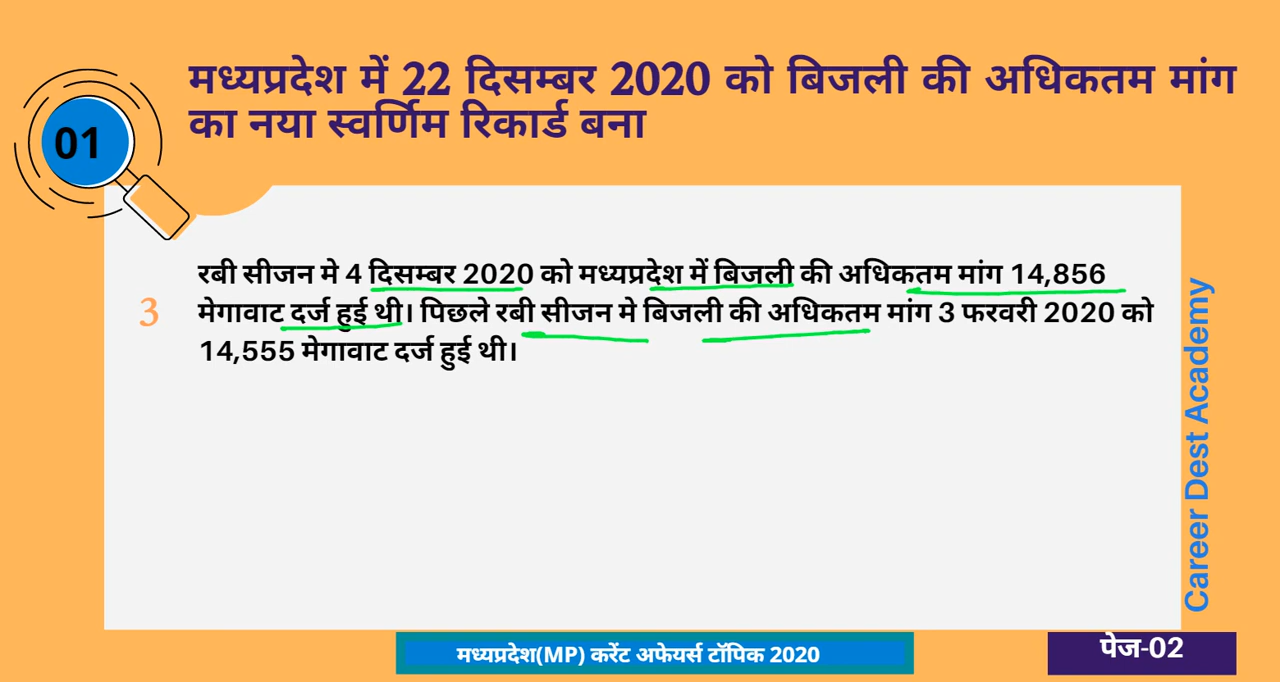 01
मध्यप्रदेश में 22 दिसम्बर 2020 को बिजली की अधिकतम मांग
का नया स्वर्णिम रिकार्ड बना
3
रबी सीजन मे 4 दिसम्बर 2020 को मध्यप्रदेश में बिजली की अधिकतम मांग 14,856
मेगावाट दर्ज हुई थी। पिछले रबी सीजन मे बिजली की अधिकतम मांग 3 फरवरी 2020 को
14,555 मेगावाट दर्ज हुई थी।
Career Dest Academy
मध्यप्रदेश(MP) करेंट अफेयर्स टॉपिक 2020
पेज-02